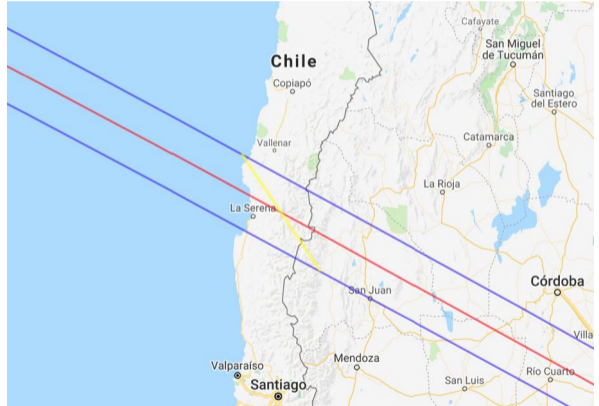 Cafayate
San Miguel
de Tucumán
Chile
Copiapó
Santiago
del Estero
Vallenar
Catamarca
La Rioja
La Serena
San Juan
Córdoba
Villa
Valparaíso
Mendoza
Río Cuarto
Santiago
San Luis